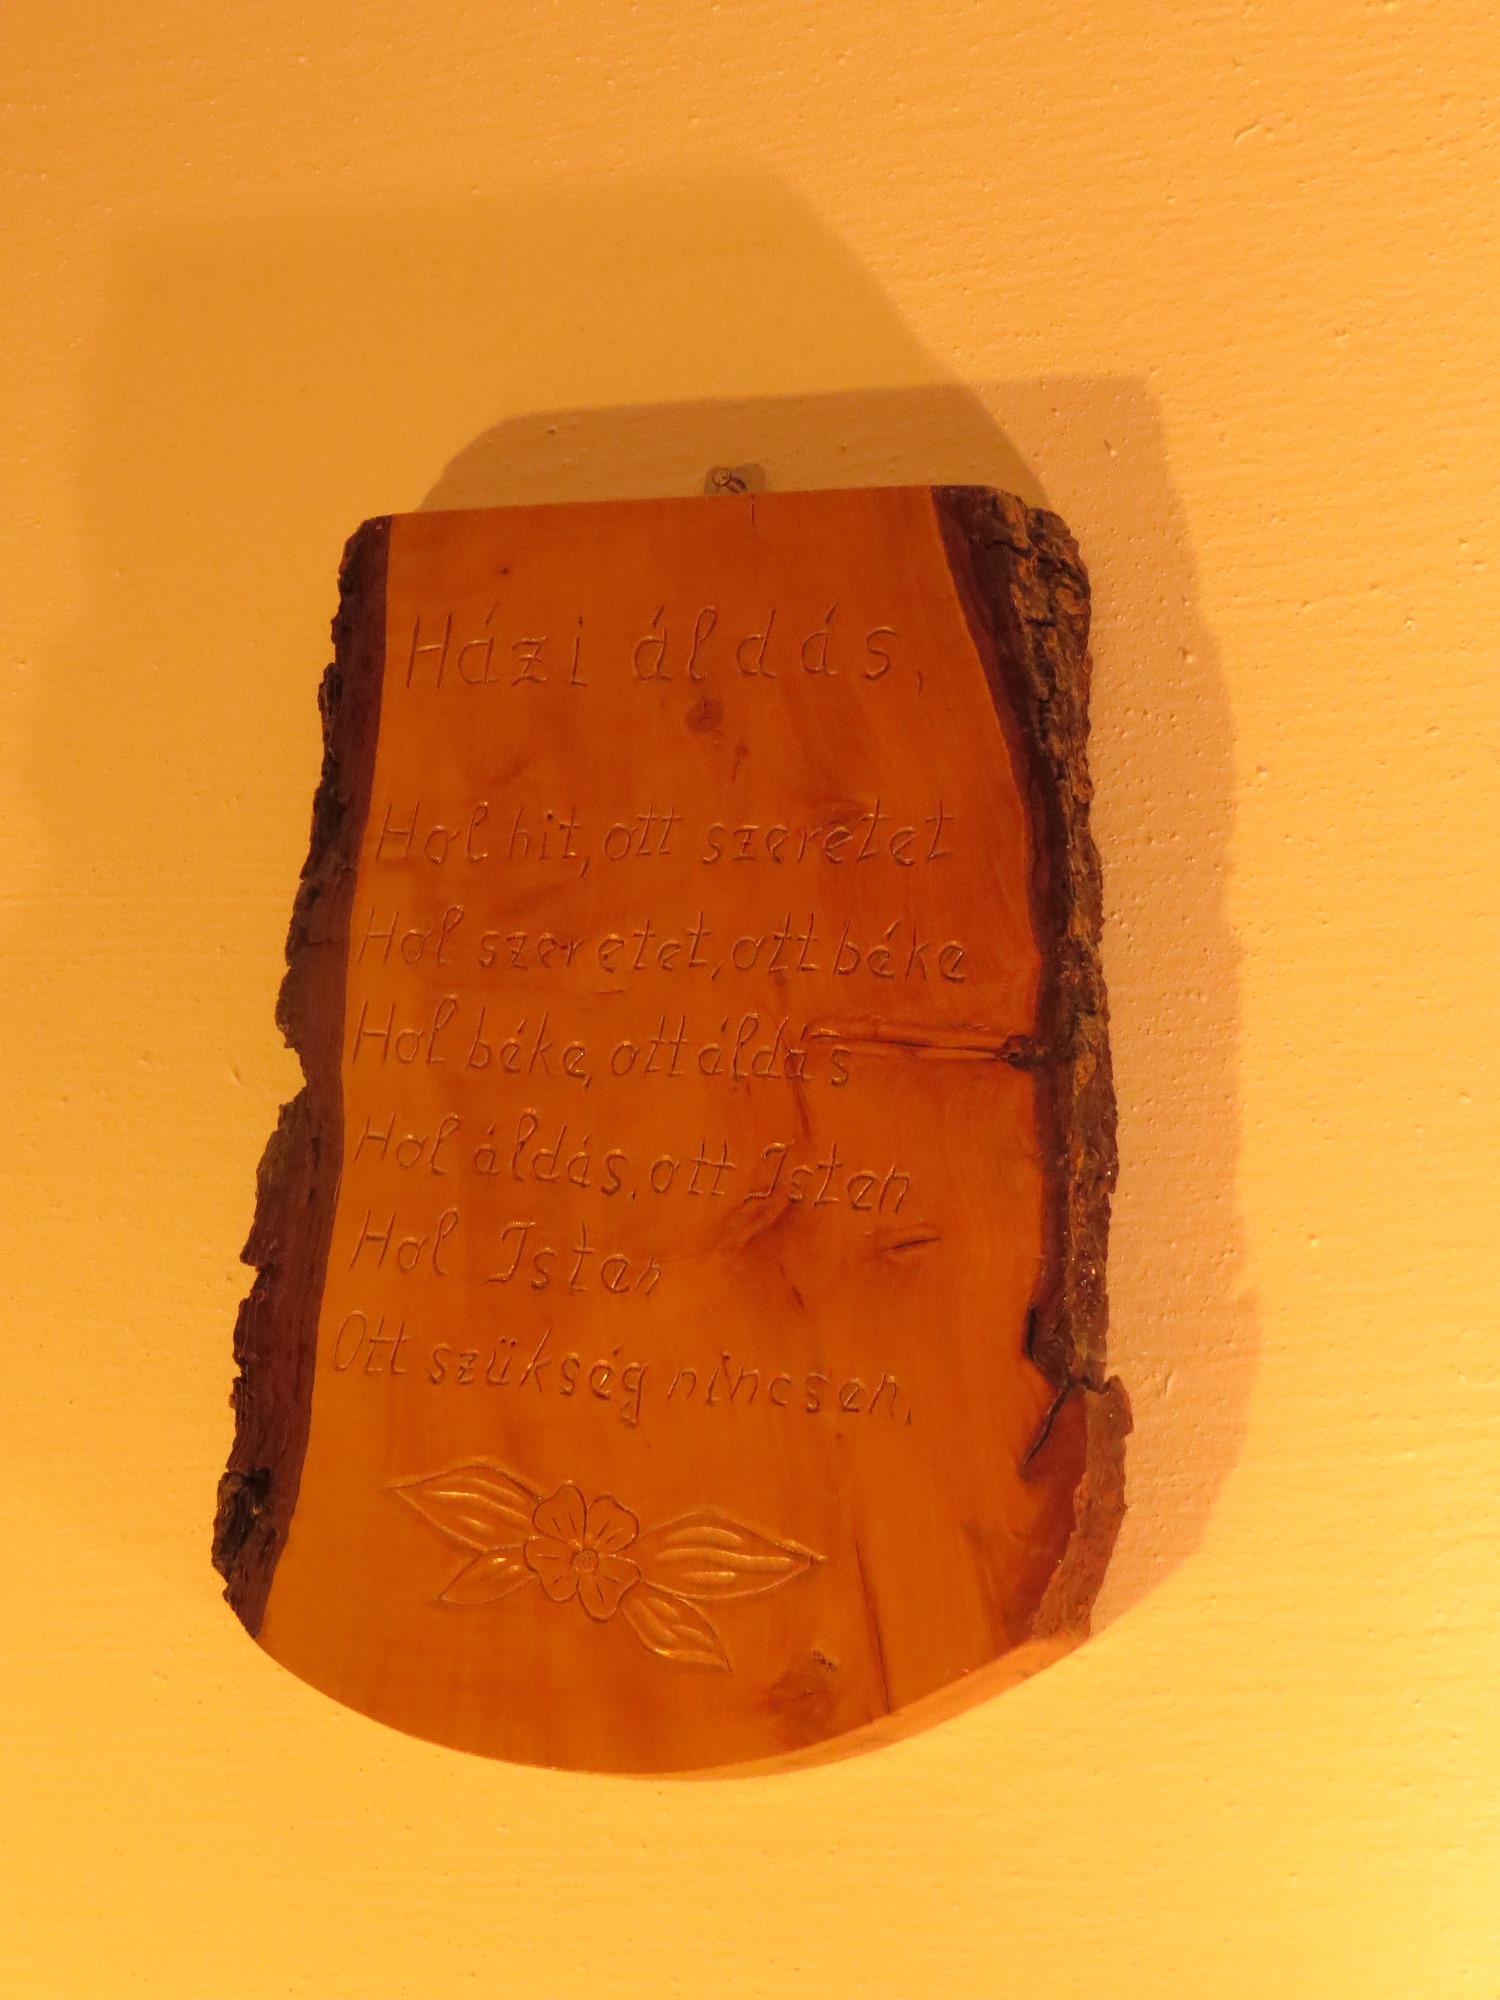 Házi áldás,
Hol hit, ott szeretet
Hol szeretet, ott béke
Hol béke, ott áldás
Hol áldás, ott Isten
Hol Isten
Ott szükség nincsen.